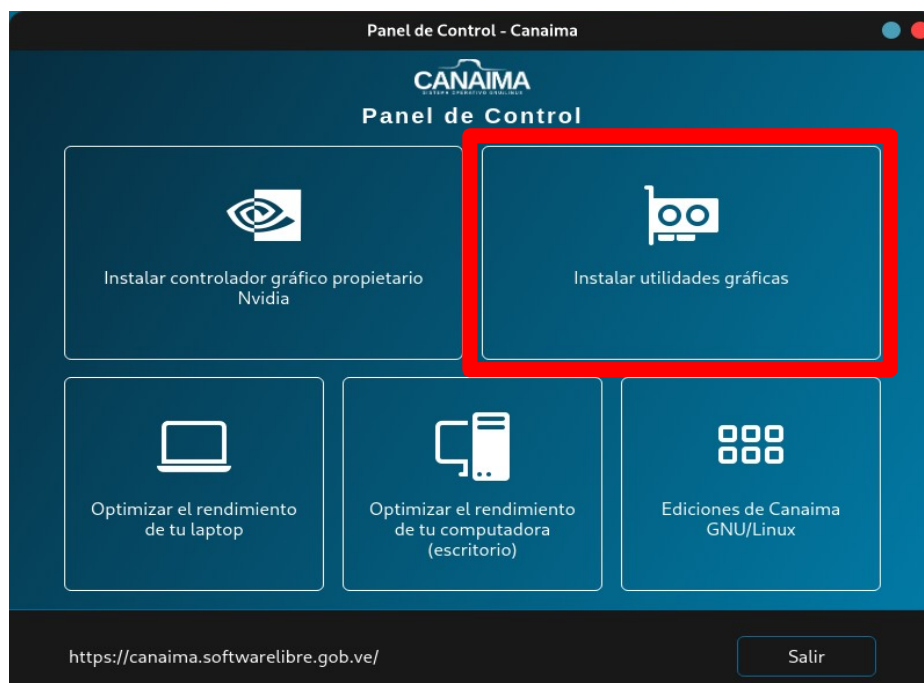 Panel de Control - Canaima
CANAIMA
Panel de Control
Instalar controlador gráfico propietario
Nvidia
Instalar utilidades gráficas
Optimizar el rendimiento
de tu laptop
Optimizar el rendimiento
de tu computadora
(escritorio)
Ediciones de Canaima
GNU/Linux
https://canaima.softwarelibre.gob.ve/
Salir